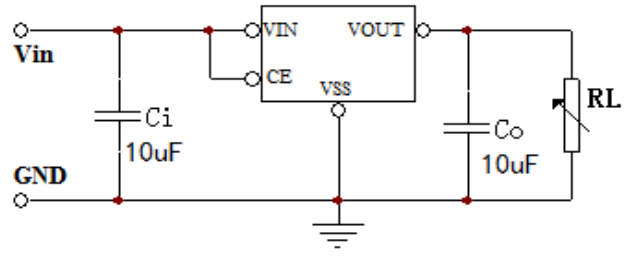 Vin
VIN
VOUT
CE
VSS
Ci
10uF
Co
10uF
RL
GND